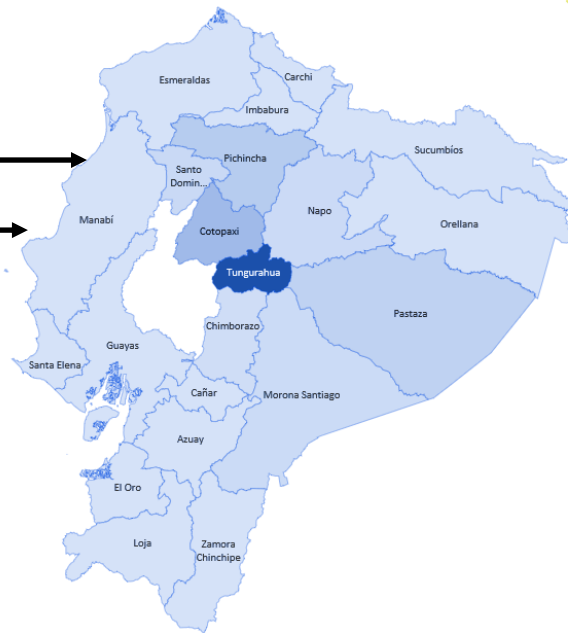 Esmeraldas
Carchi
Imbabura
Pichincha
Sucumbíos
Santo
Domin...
Napo
Manabí
Orellana
Cotopaxi
Tungurahua
Pastaza
Chimborazo
Guayas
Santa Elena
Cañar
Morona Santiago
Azuay
El Oro
Loja
Zamora
Chinchipe